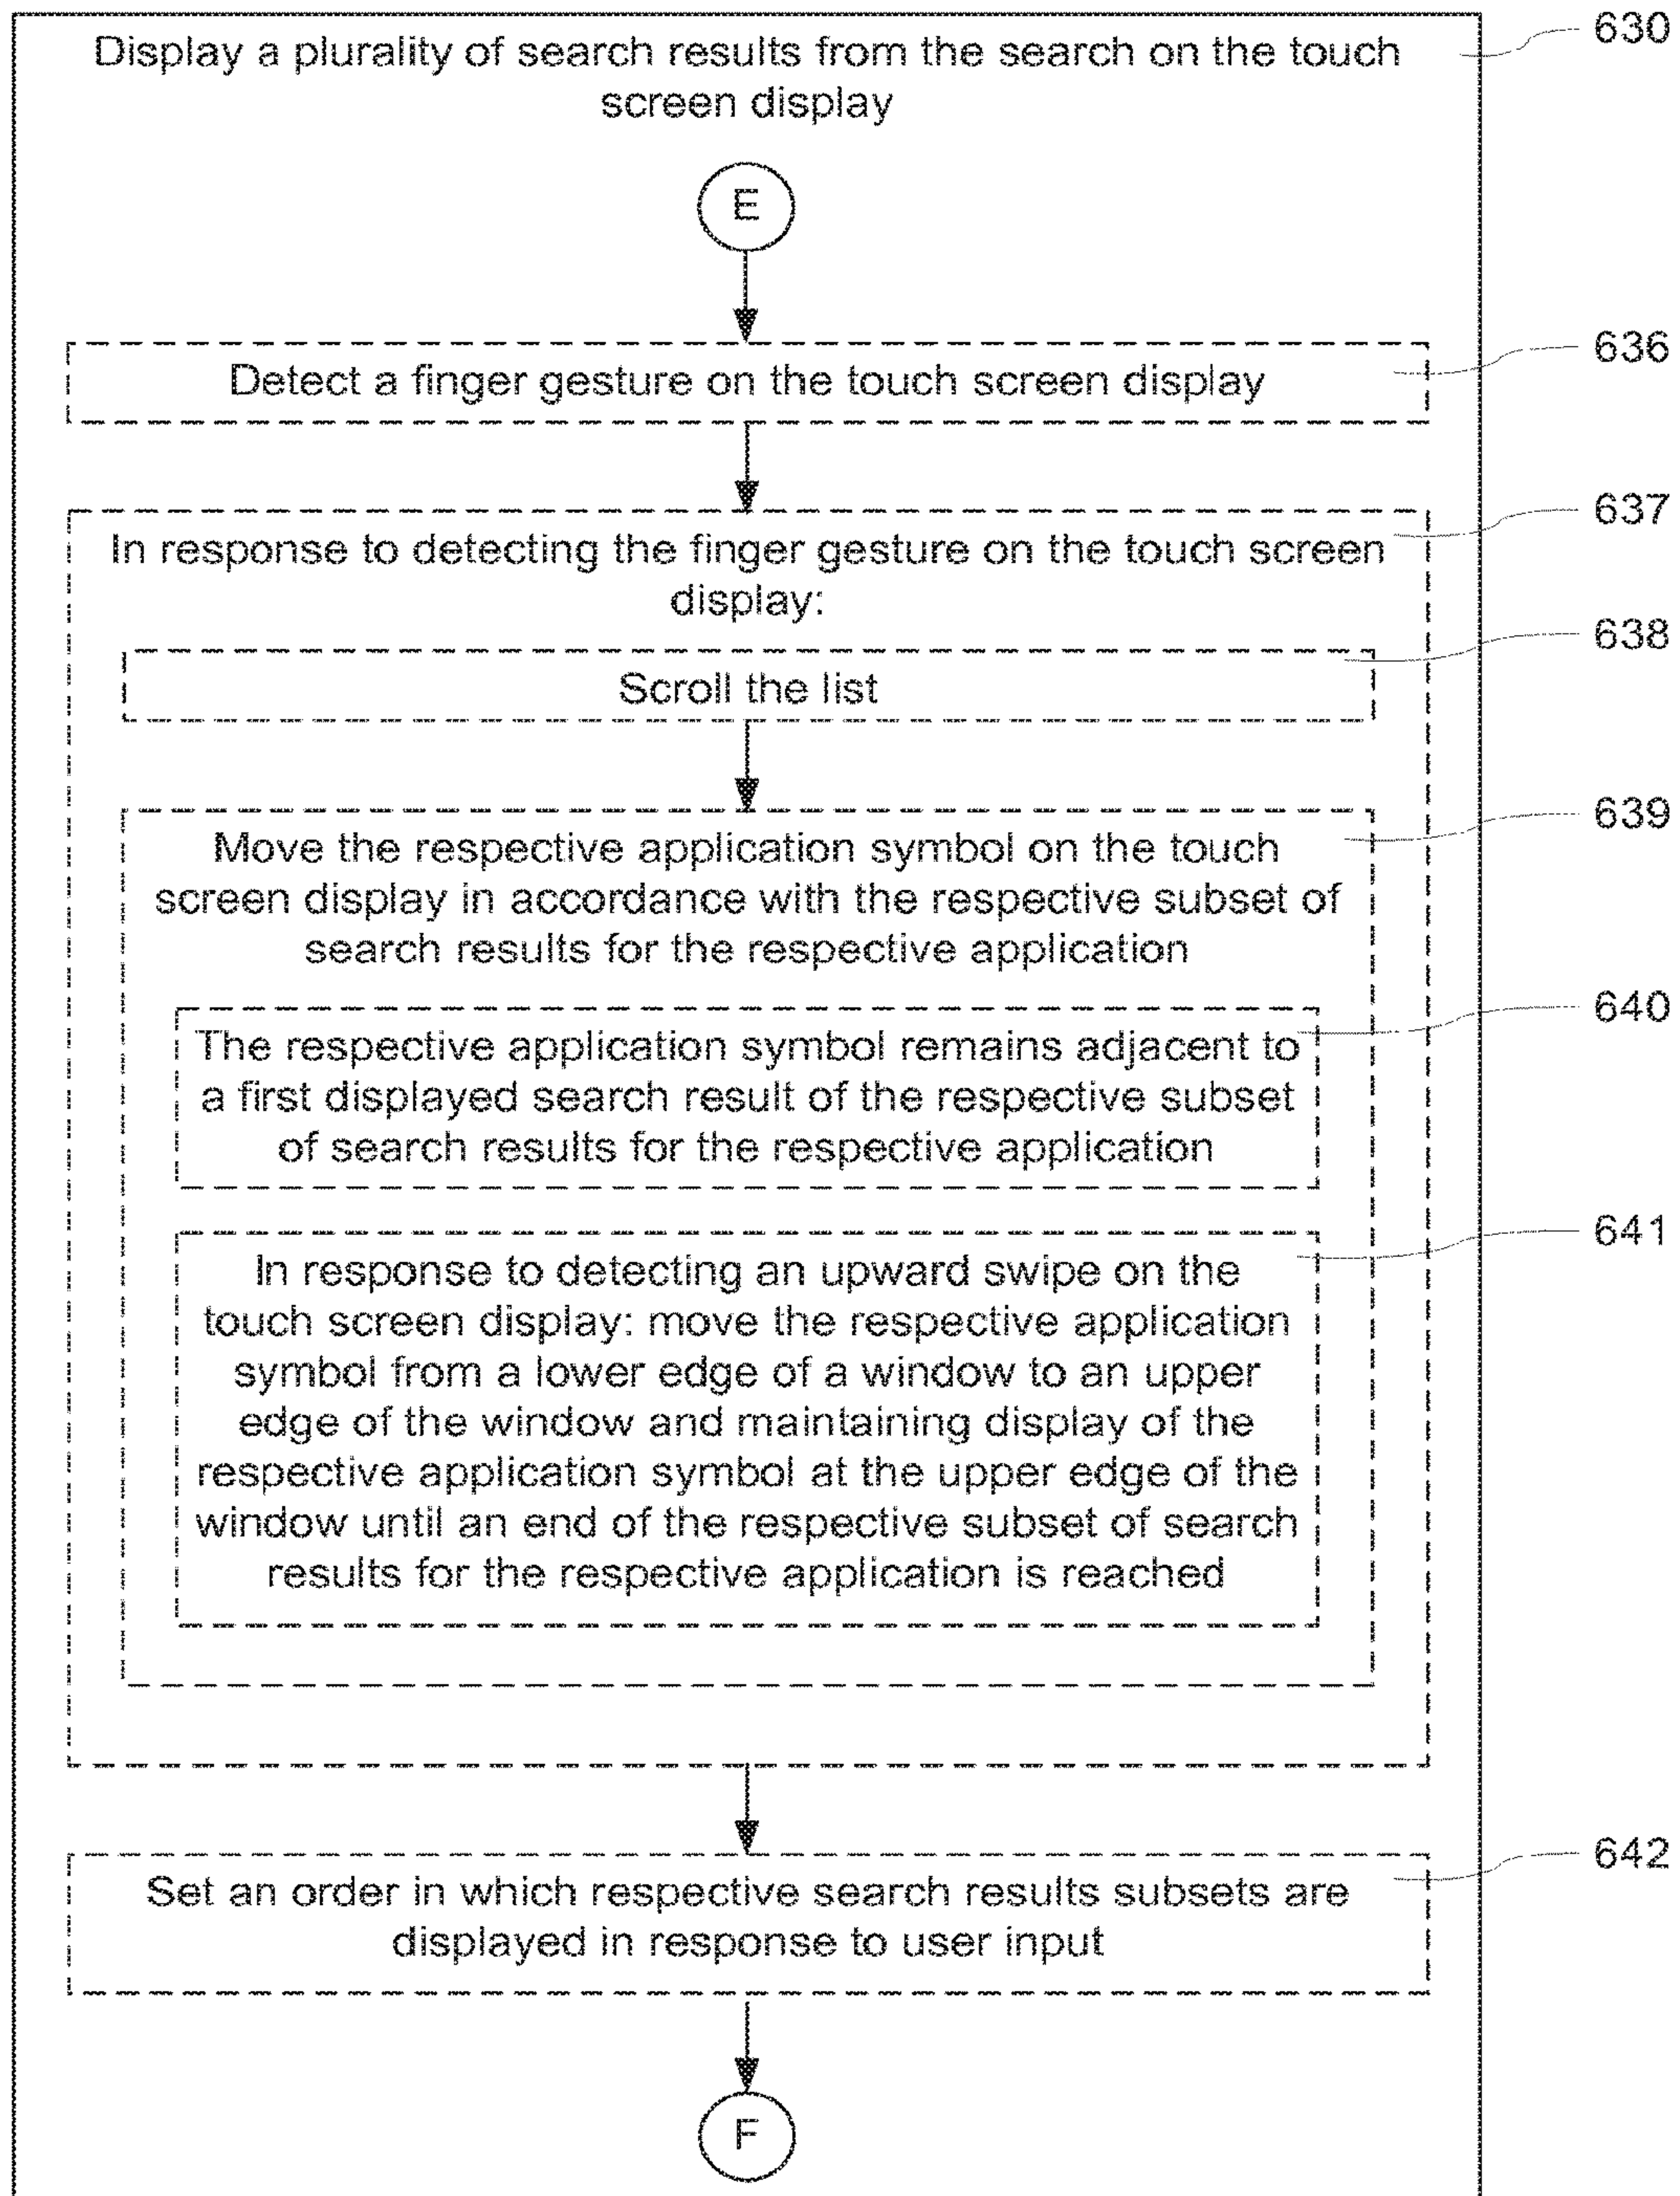 630
Display a plurality of search results from the search on the touch
screen display
E
636
Detect a finger gesture on the touch screen display
637
In response to detecting the finger gesture on the touch screen
display:
638
Scroll the list
639
Move the respective application symbol on the touch
screen display in accordance with the respective subset of
search results for the respective application
640
The respective application symbol remains adjacent to
a first displayed search result of the respective subset
of search results for the respective application
641
In response to detecting an upward swipe on the
touch screen display: move the respective application
symbol from a lower edge of a window to an upper
edge of the window and maintaining display of the
respective application symbol at the upper edge of the
window until an end of the respective subset of search
results for the respective application is reached
642
Set an order in which respective search results subsets are
displayed in response to user input
F